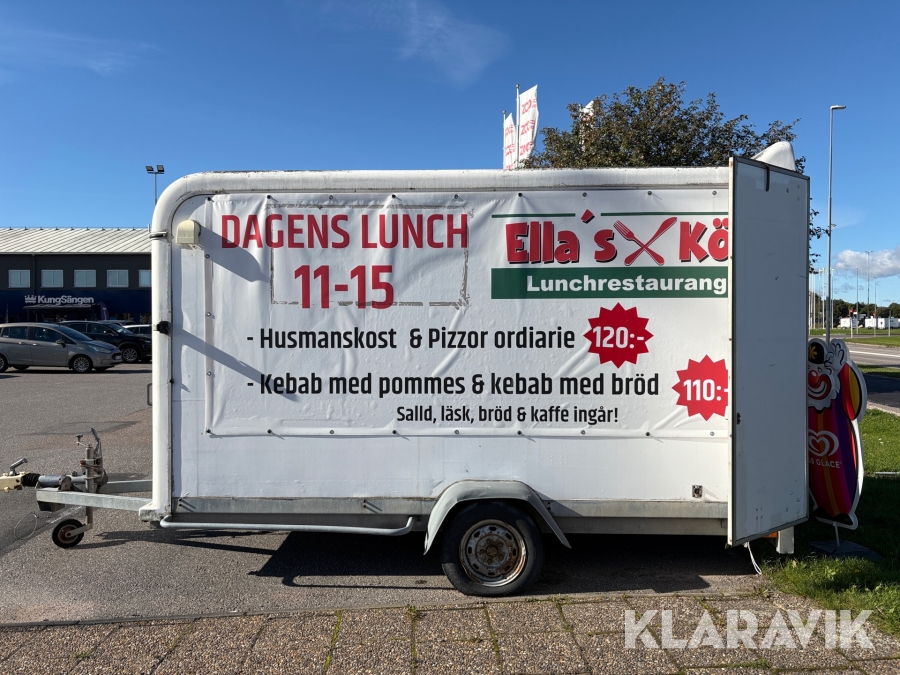 DAGENS LUNCH
11-15
Ella's Kö
Lunchrestaurang
- Husmanskost & Pizzor ordiarie 120:-
- Kebab med pommes & kebab med bröd 110:-
Salld, läsk, bröd & kaffe ingår!
KungSängen
GLACE
KLARAVIK